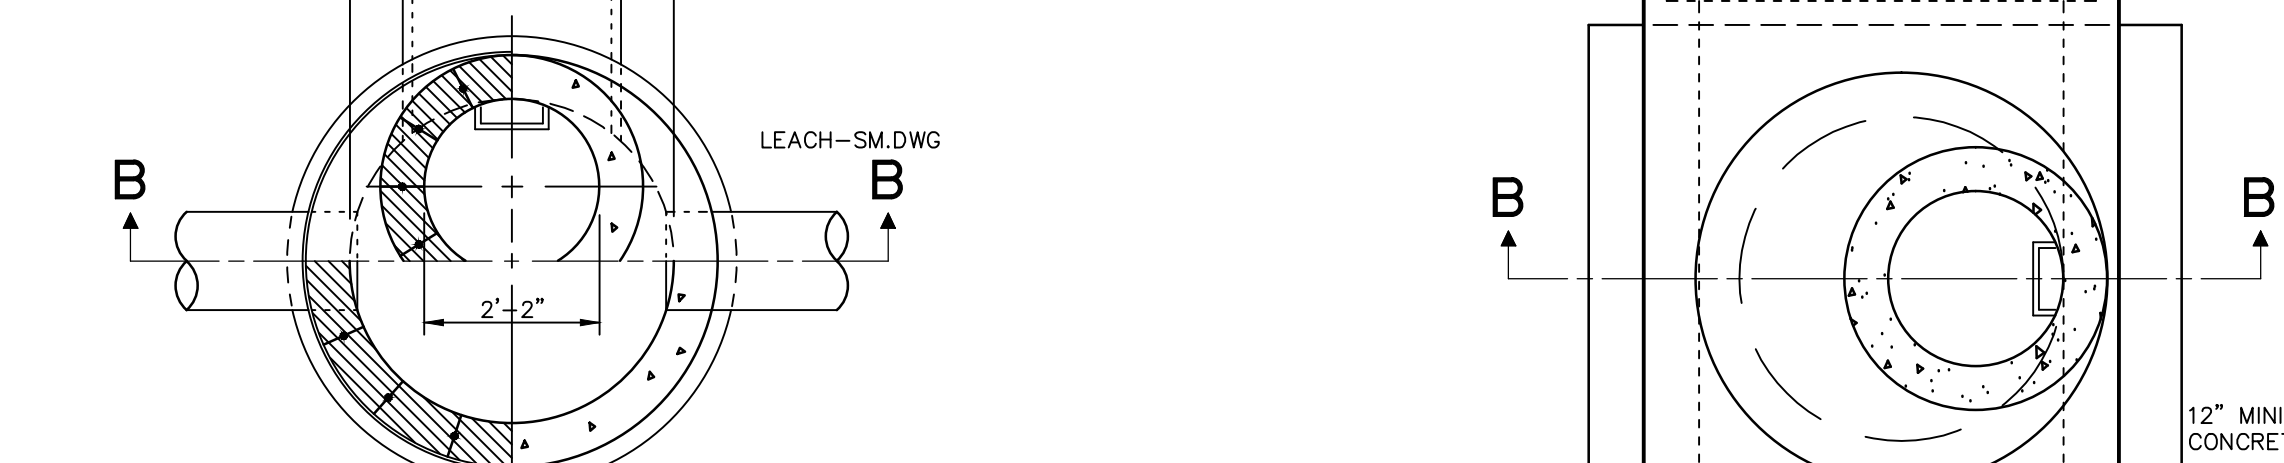 LEACH-SM.DWG
B
B
2'-2"
B
B
12" MINI
CONCRET